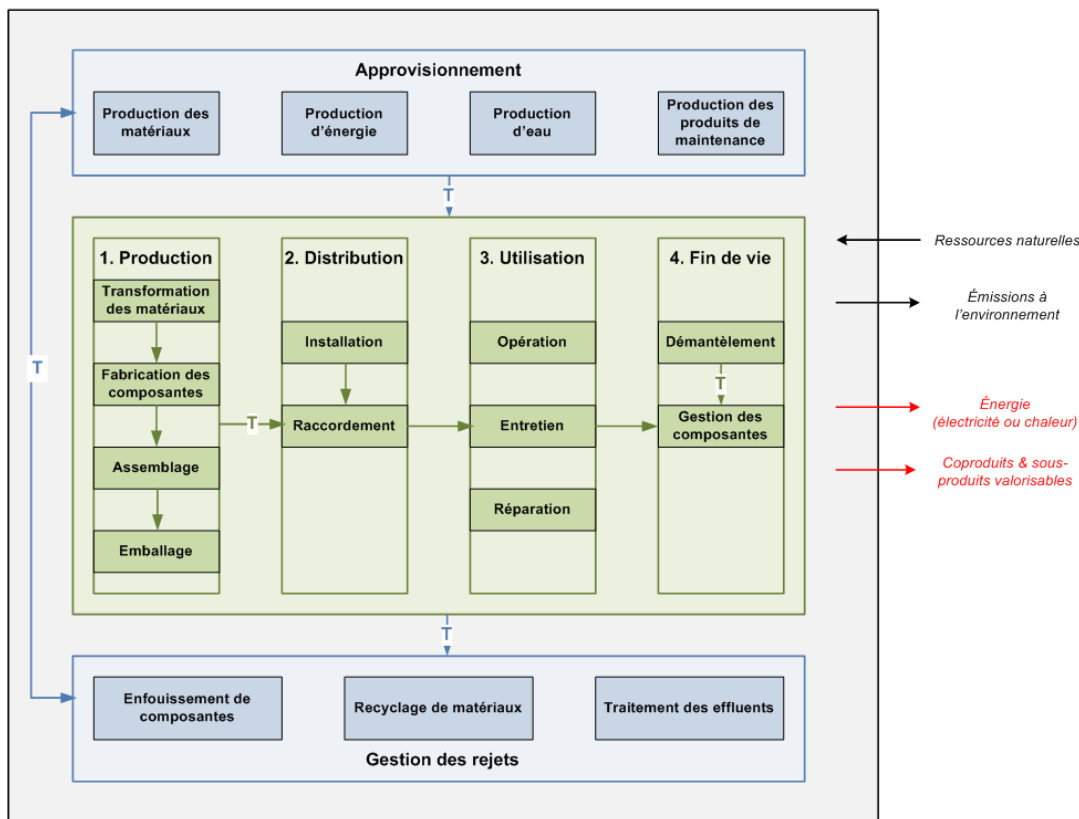 Approvisionnement
Production des
matériaux
Production
d'énergie
Production
d'eau
Production des
produits de
maintenance
T
T
1. Production
Transformation
des matériaux
Fabrication des
composantes
Assemblage
Emballage
T
2. Distribution
Installation
Raccordement
3. Utilisation
Opération
Entretien
Réparation
4. Fin de vie
Démantèlement
T
Gestion des
composantes
T
Enfouissement de
composantes
Recyclage de matériaux
Traitement des effluents
Gestion des rejets
Ressources naturelles
Émissions à
l'environnement
Énergie
(électricité ou chaleur)
Coproduits & sous-
produits valorisables